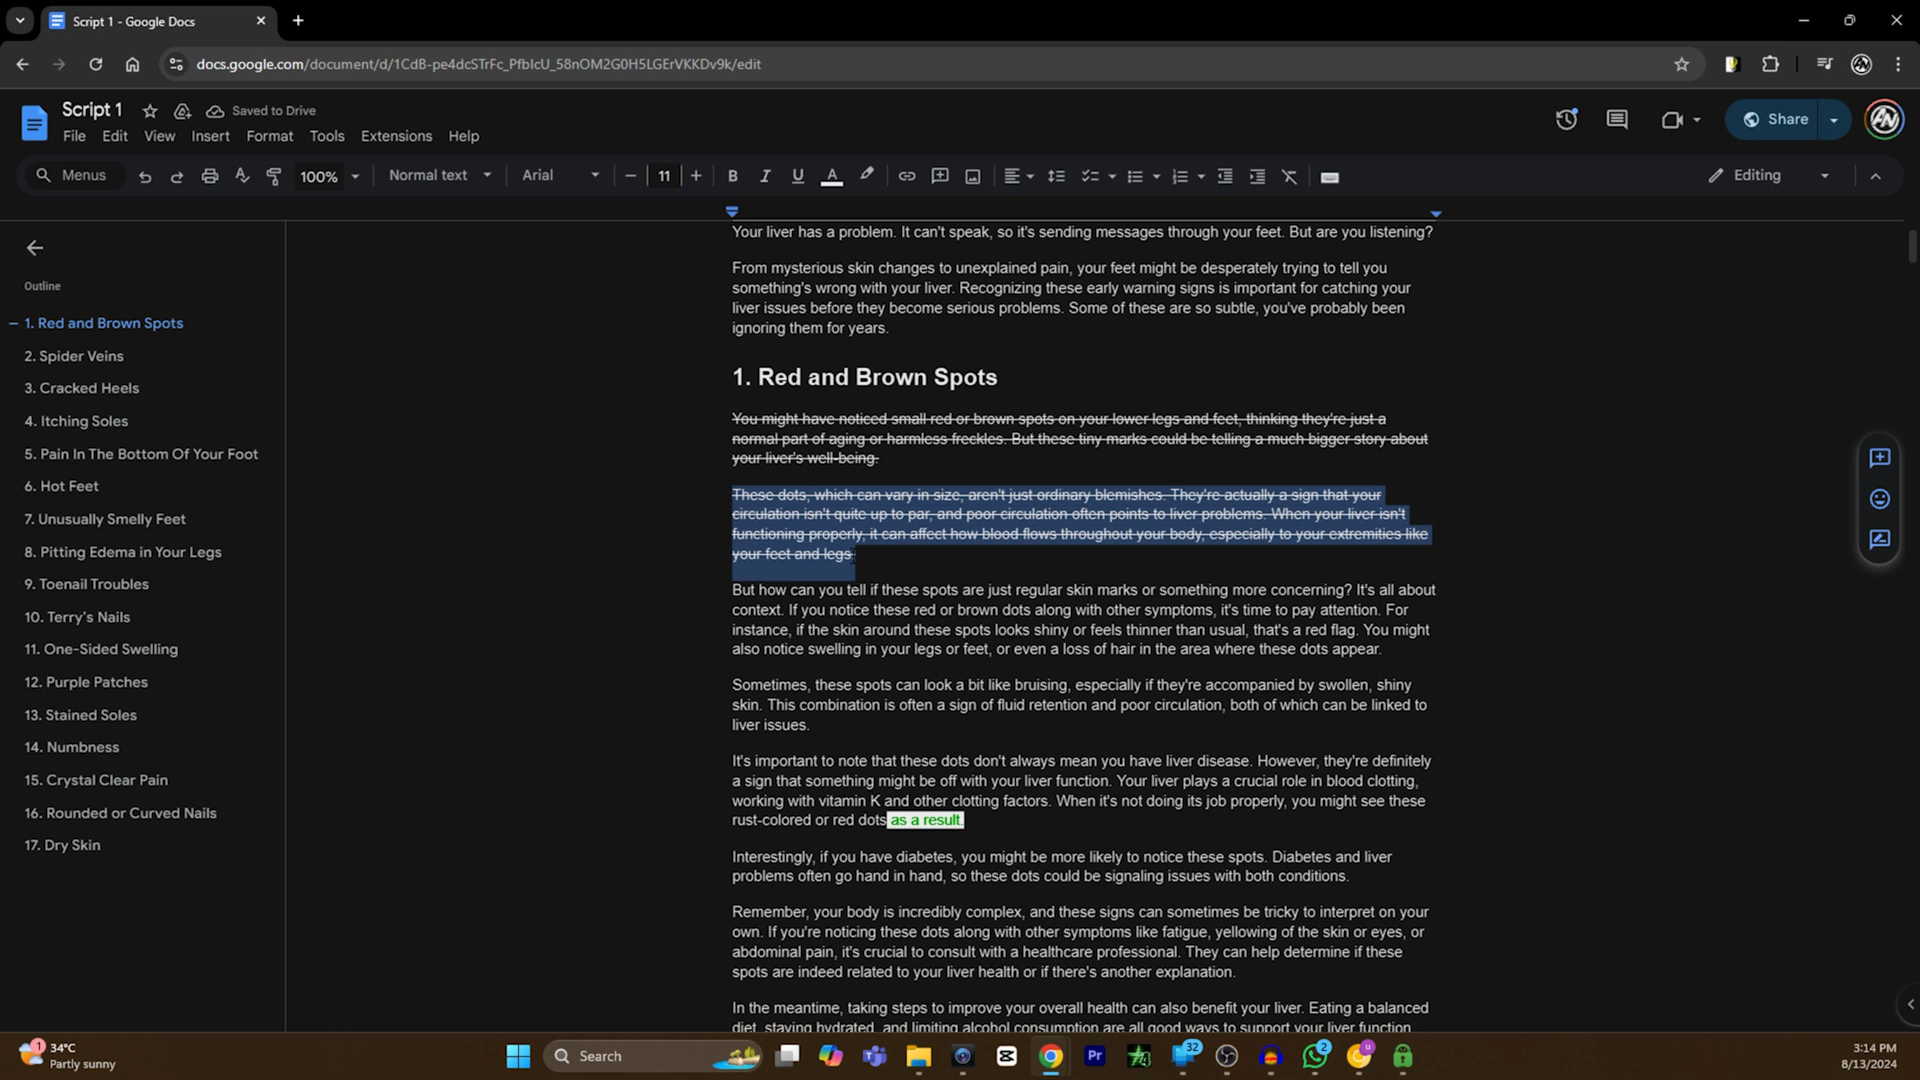 Script 1 - Google Docs
docs.google.com/document/d/1CdB-pe4dcSTrFc_PfbIcU_58nOM2G0H5LGErVKKDv9k/edit
Script 1
Saved to Drive
File Edit View Insert Format Tools Extensions Help
Share
Menus
100%
Normal text
Arial
11
Editing
Outline
1. Red and Brown Spots
2. Spider Veins
3. Cracked Heels
4. Itching Soles
5. Pain In The Bottom Of Your Foot
6. Hot Feet
7. Unusually Smelly Feet
8. Pitting Edema in Your Legs
9. Toenail Troubles
10. Terry's Nails
11. One-Sided Swelling
12. Purple Patches
13. Stained Soles
14. Numbness
15. Crystal Clear Pain
16. Rounded or Curved Nails
17. Dry Skin
Your liver has a problem. It can't speak, so it's sending messages through your feet. But are you listening?
From mysterious skin changes to unexplained pain, your feet might be desperately trying to tell you
something's wrong with your liver. Recognizing these early warning signs is important for catching your
liver issues before they become serious problems. Some of these are so subtle, you've probably been
ignoring them for years.
1. Red and Brown Spots
You might have noticed small red or brown spots on your lower legs and feet, thinking they're just a
normal part of aging or harmless freckles. But these tiny marks could be telling a much bigger story about
your liver's well-being.
These dots, which can vary in size, aren't just ordinary blemishes. They're actually a sign that your
circulation isn't quite up to par, and poor circulation often points to liver problems. When your liver isn't
functioning properly, it can affect how blood flows throughout your body, especially to your extremities like
your feet and legs.
But how can you tell if these spots are just regular skin marks or something more concerning? It's all about
context. If you notice these red or brown dots along with other symptoms, it's time to pay attention. For
instance, if the skin around these spots looks shiny or feels thinner than usual, that's a red flag. You might
also notice swelling in your legs or feet, or even a loss of hair in the area where these dots appear.
Sometimes, these spots can look a bit like bruising, especially if they're accompanied by swollen, shiny
skin. This combination is often a sign of fluid retention and poor circulation, both of which can be linked to
liver issues.
It's important to note that these dots don't always mean you have liver disease. However, they're definitely
a sign that something might be off with your liver function. Your liver plays a crucial role in blood clotting,
working with vitamin K and other clotting factors. When it's not doing its job properly, you might see these
rust-colored or red dots as a result.
Interestingly, if you have diabetes, you might be more likely to notice these spots. Diabetes and liver
problems often go hand in hand, so these dots could be signaling issues with both conditions.
Remember, your body is incredibly complex, and these signs can sometimes be tricky to interpret on your
own. If you're noticing these dots along with other symptoms like fatigue, yellowing of the skin or eyes, or
abdominal pain, it's crucial to consult with a healthcare professional. They can help determine if these
spots are indeed related to your liver health or if there's another explanation.
In the meantime, taking steps to improve your overall health can also benefit your liver. Eating a balanced
diet, staying hydrated, and limiting alcohol consumption are all good ways to support your liver function
1
34°C
Partly sunny
Search
Pr
32
2
u
3:14 PM
8/13/2024